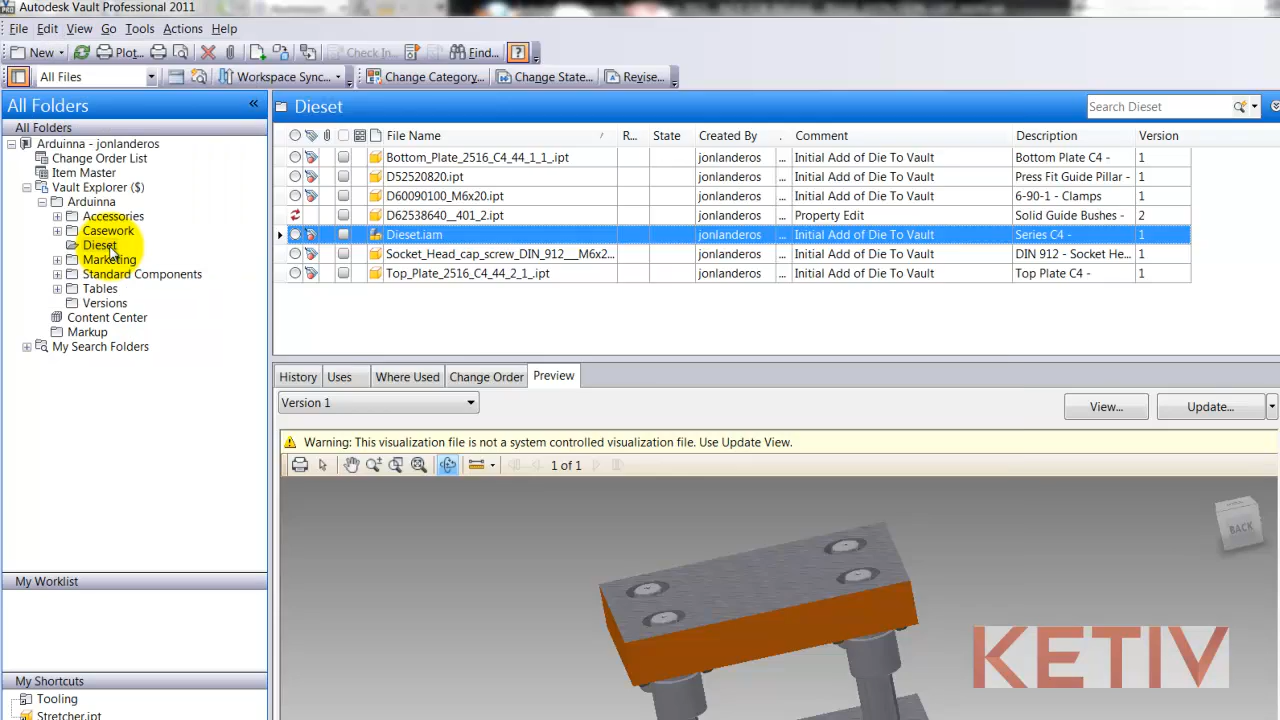 Autodesk Vault Professional 2011
File Edit View Go Tools Actions Help
New Plot... Check In... Find...
All Files Workspace Sync... Change Category... Change State... Revise...
All Folders
All Folders
Arduinna - jonlanderos
Change Order List
Item Master
Vault Explorer ($)
Arduinna
Accessories
Casework
Dieset
Marketing
Standard Components
Tables
Versions
Content Center
Markup
My Search Folders
My Worklist
My Shortcuts
Tooling
Stretcher.ipt
Dieset
Search Dieset
File Name R... State Created By . Comment Description Version
Bottom_Plate_2516_C4_44_1_1_.ipt jonlanderos ... Initial Add of Die To Vault Bottom Plate C4 - 1
D52520820.ipt jonlanderos ... Initial Add of Die To Vault Press Fit Guide Pillar - 1
D60090100_M6x20.ipt jonlanderos ... Initial Add of Die To Vault 6-90-1 - Clamps 1
D62538640__401_2.ipt jonlanderos ... Property Edit Solid Guide Bushes - 2
Dieset.iam jonlanderos ... Initial Add of Die To Vault Series C4 - 1
Socket_Head_cap_screw_DIN_912___M6x2... jonlanderos ... Initial Add of Die To Vault DIN 912 - Socket He... 1
Top_Plate_2516_C4_44_2_1_.ipt jonlanderos ... Initial Add of Die To Vault Top Plate C4 - 1
History Uses Where Used Change Order Preview
Version 1 View... Update...
Warning: This visualization file is not a system controlled visualization file. Use Update View.
1 of 1
BACK
KETIV